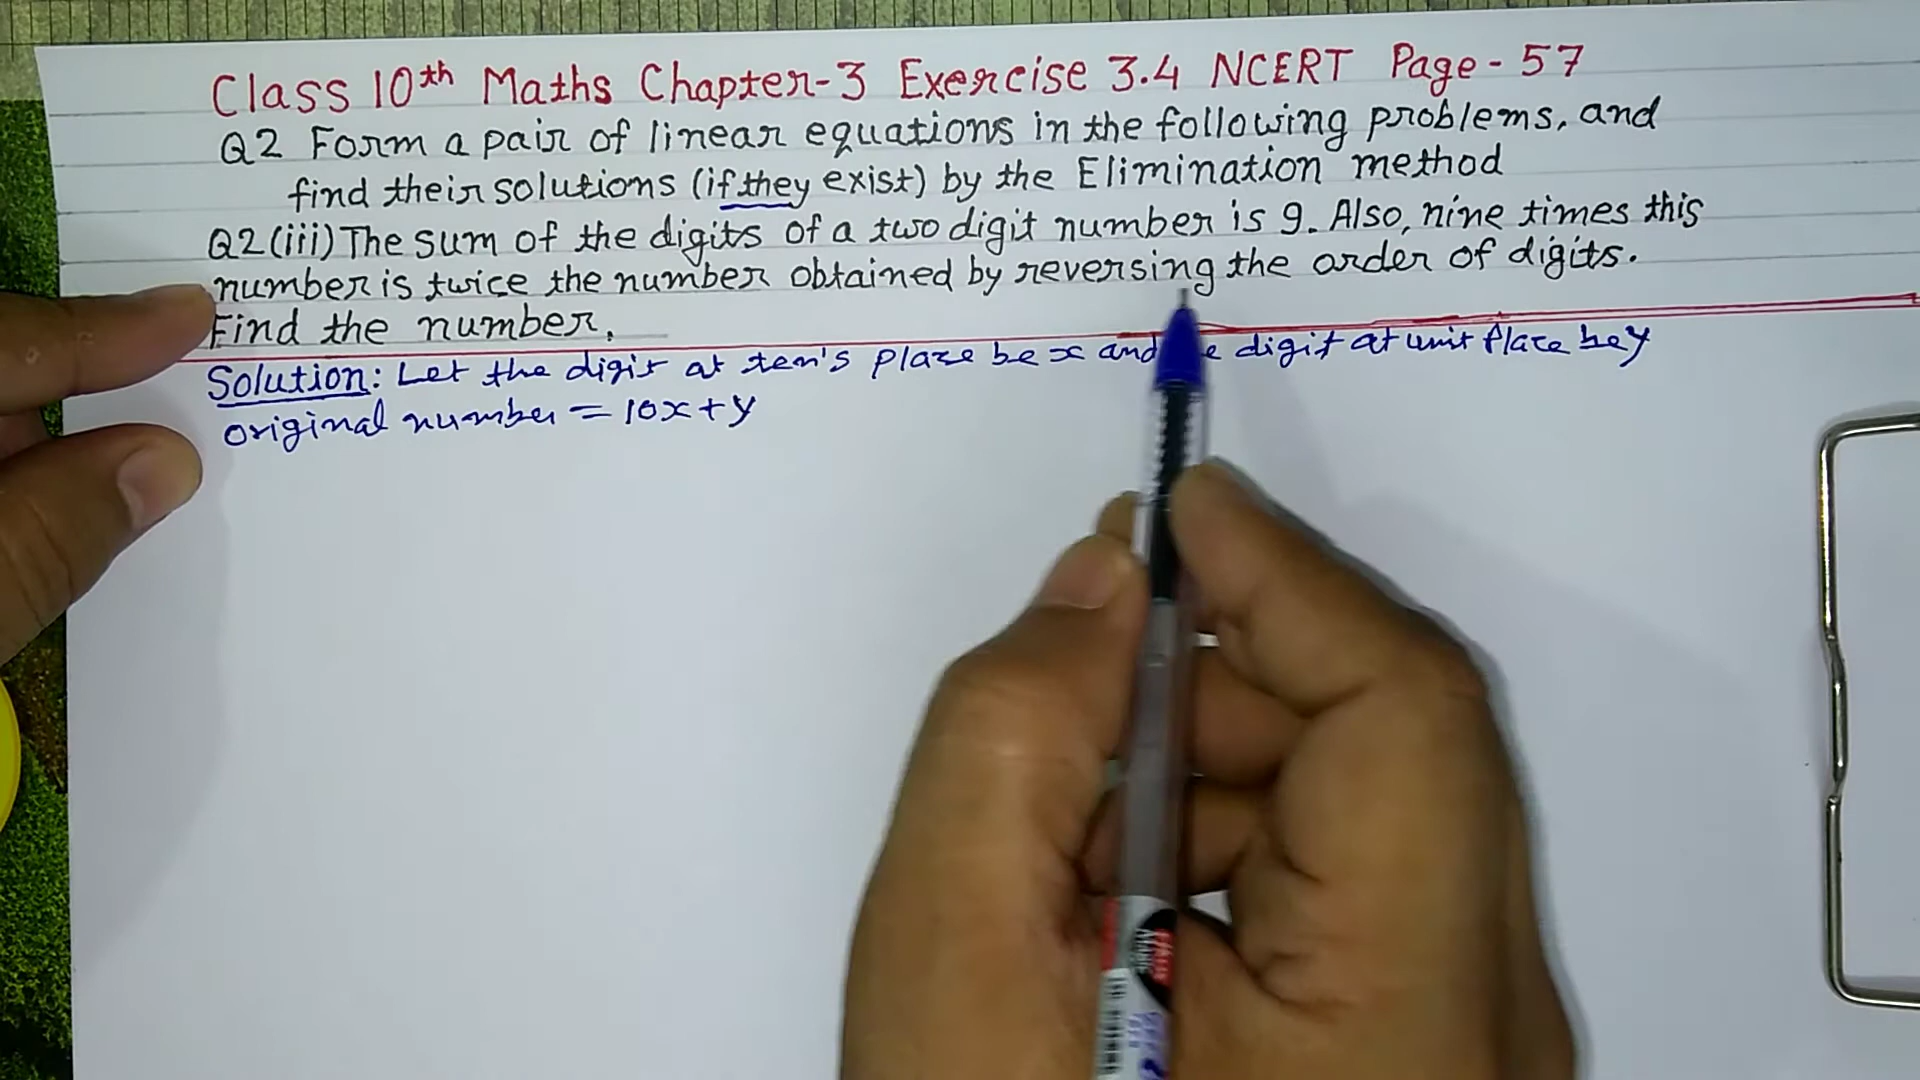 Class 10th Maths Chapter-3 Exercise 3.4 NCERT Page-57
Q2 Form a pair of linear equations in the following problems, and
find their solutions (if they exist) by the Elimination method
Q2(iii) The sum of the digits of a two digit number is 9. Also, nine times this
number is twice the number obtained by reversing the order of digits.
Find the number.
Solution: Let the digit at ten's place be x and digit at unit place be y
original number = 10x+y